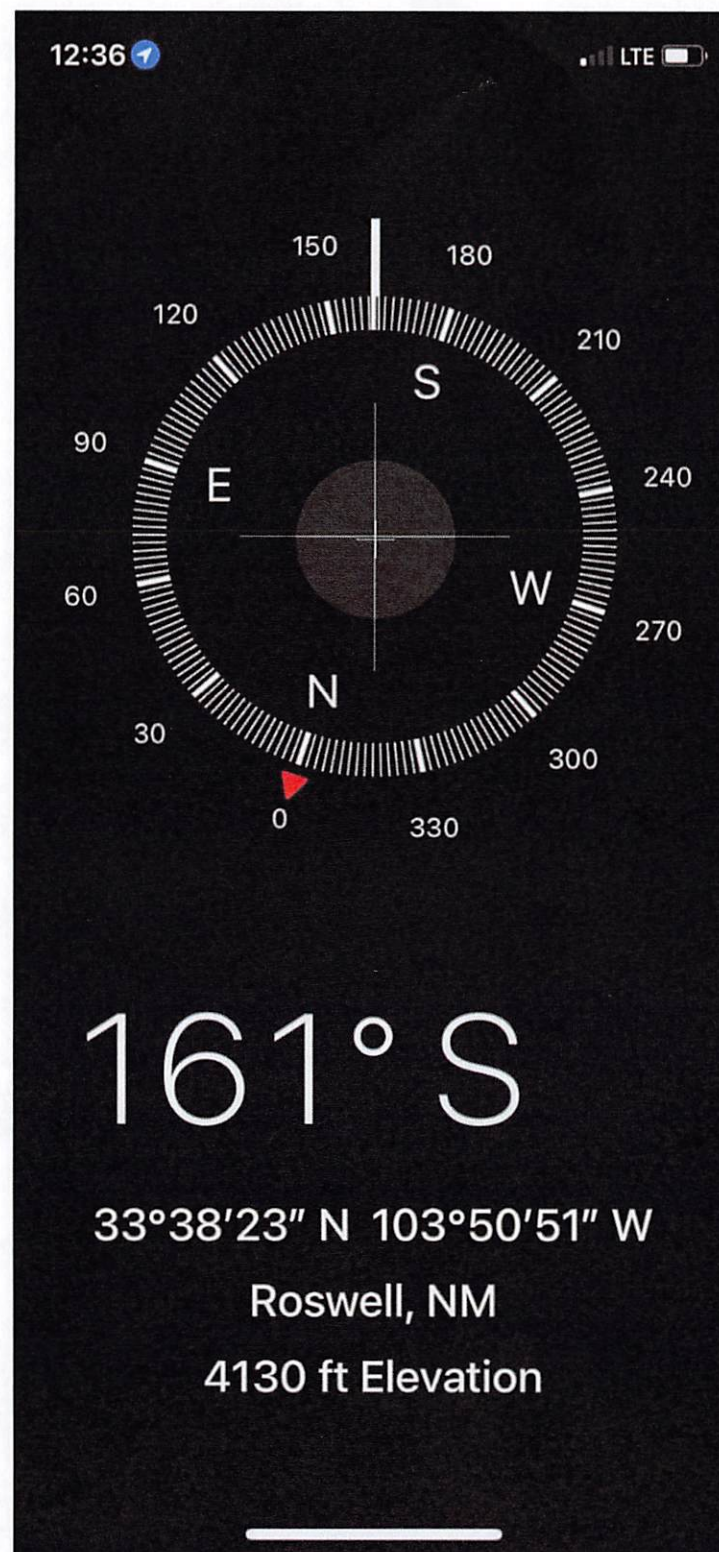 12:36 LTE
150 180
120 210
S
90 240
E
W
60 270
N
30 300
0 330
161° S
33°38'23" N 103°50'51" W
Roswell, NM
4130 ft Elevation